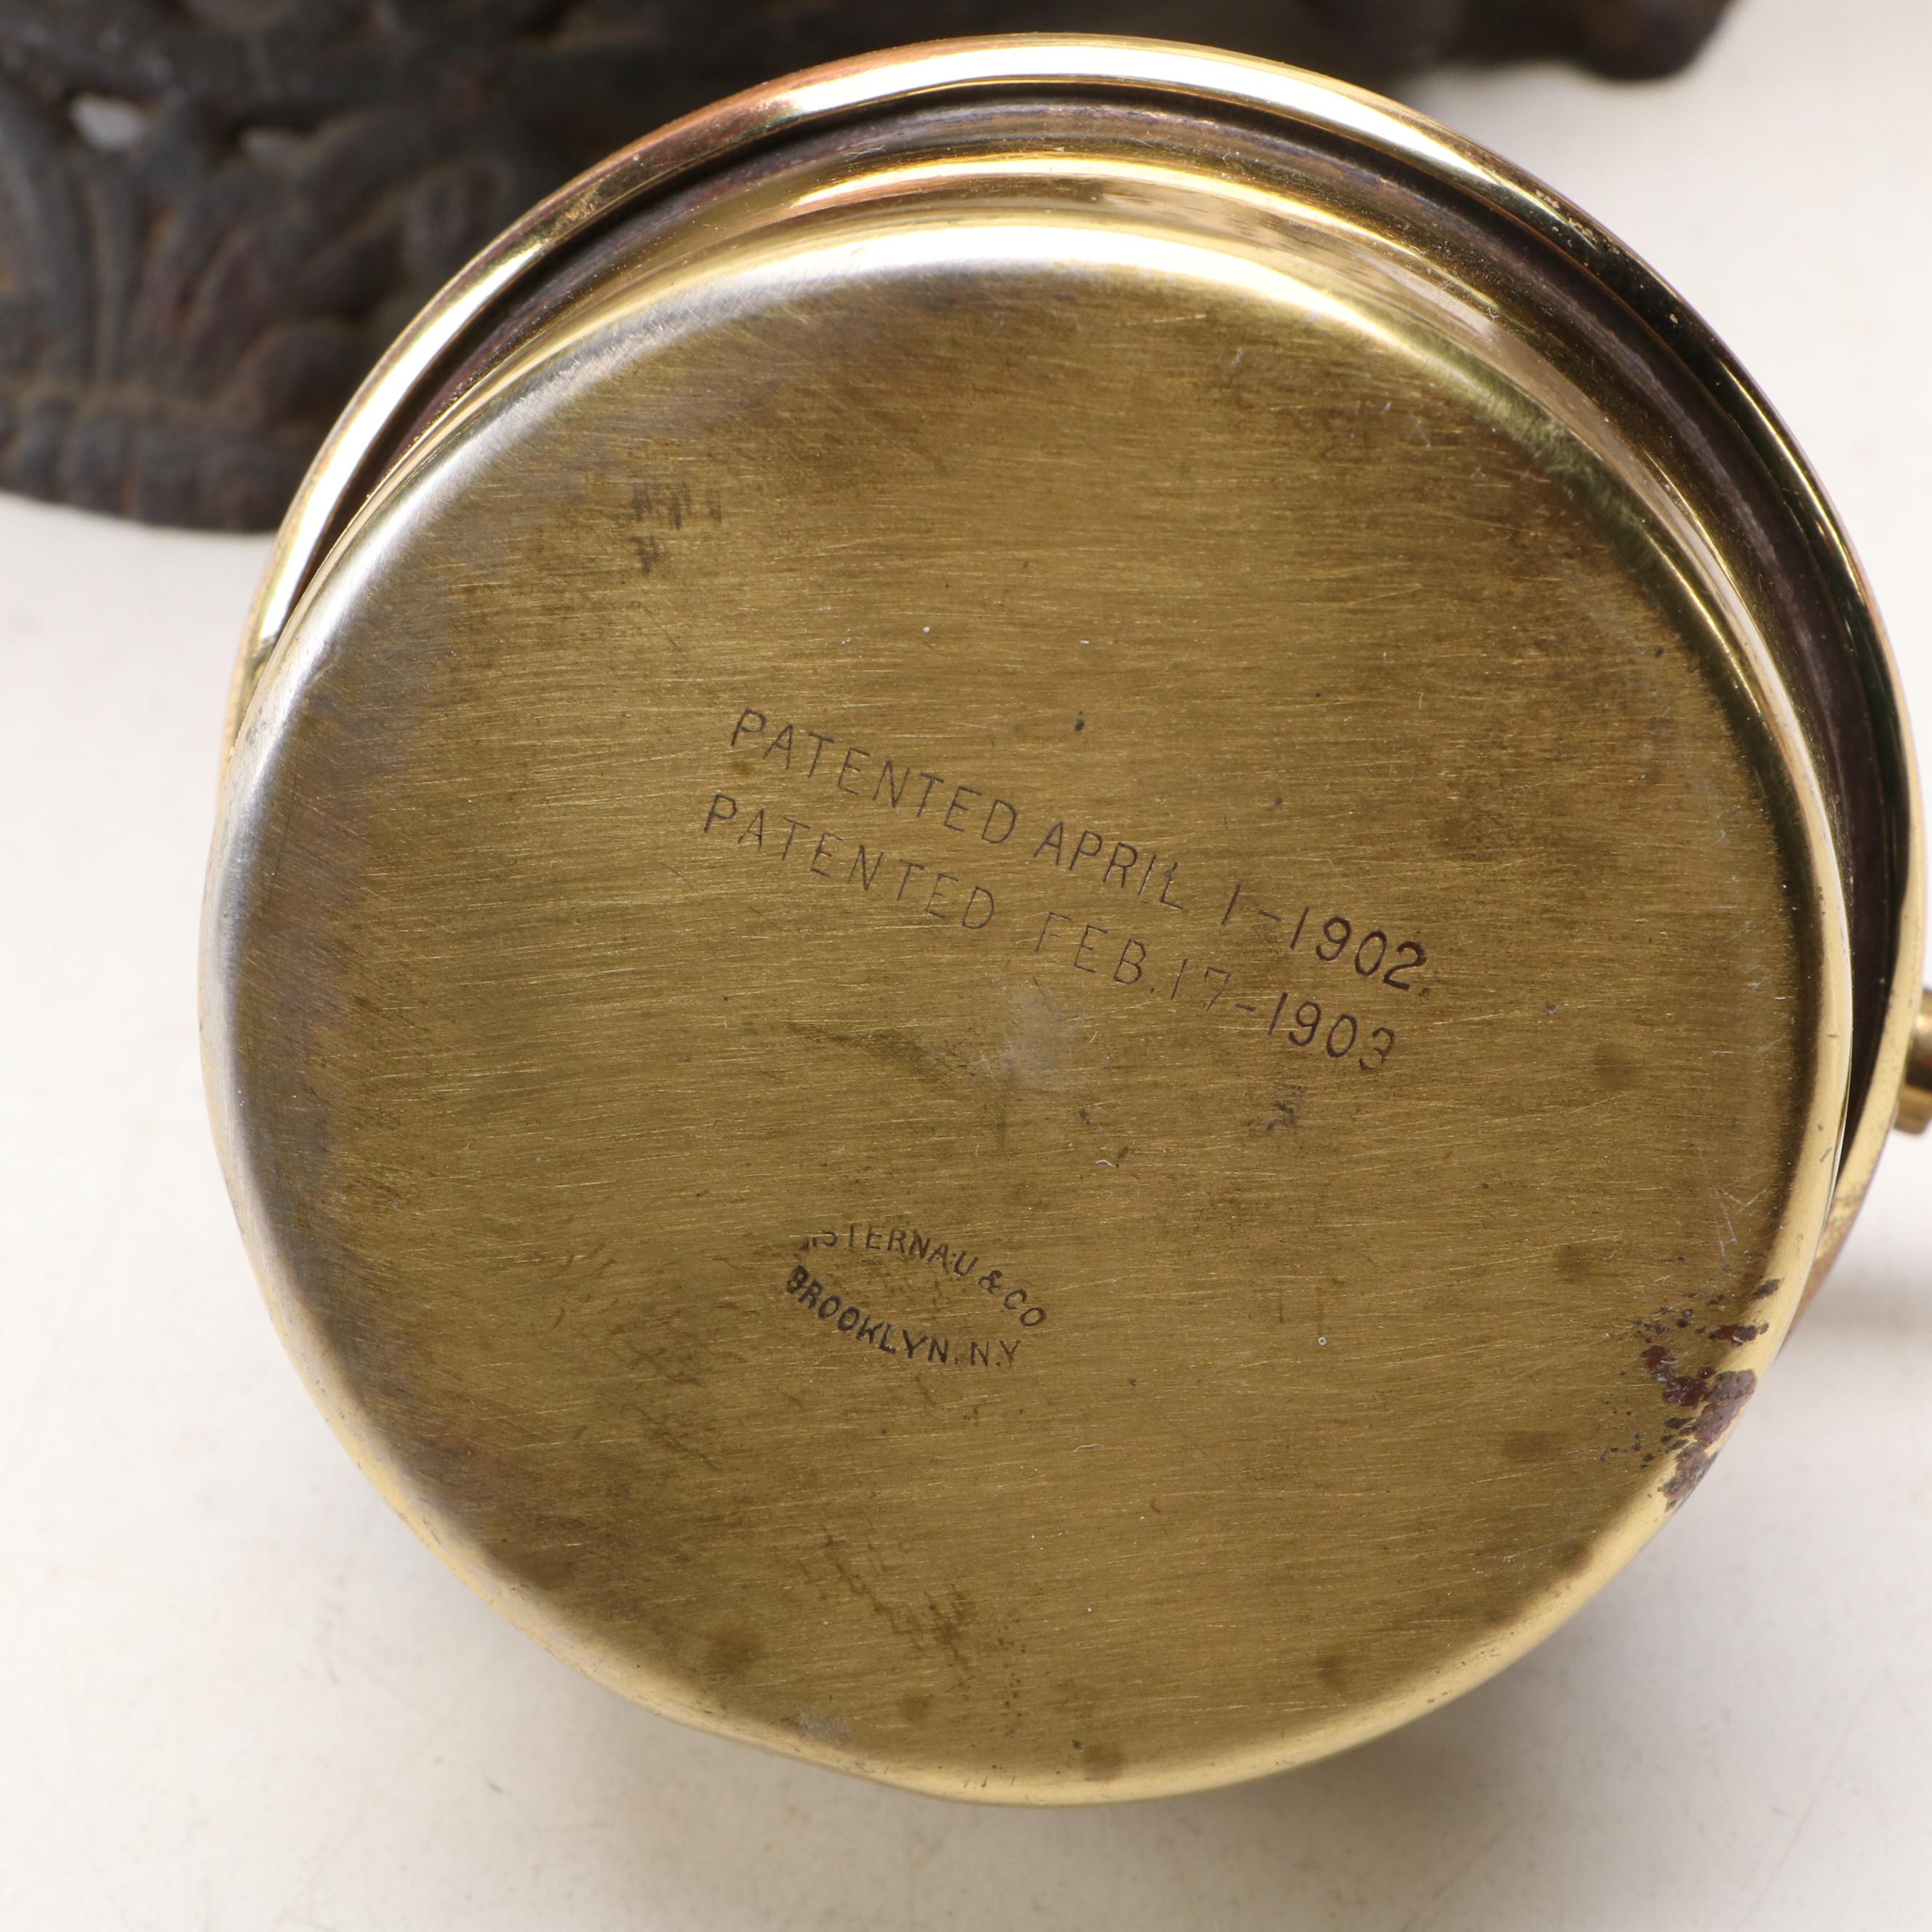 PATENTED APRIL 1-1902.
PATENTED FEB. 17-1903
STERNAU & CO
BROOKLYN. N.Y